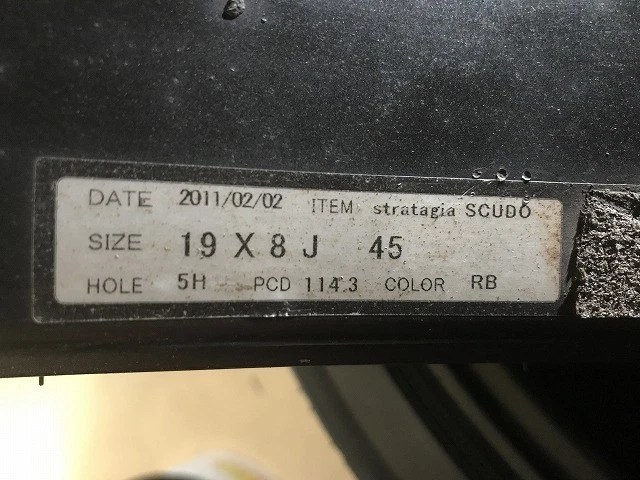 DATE 2011/02/02 ITEM stratagia SCUDO
SIZE 19 X 8 J 45
HOLE 5H PCD 114.3 COLOR RB